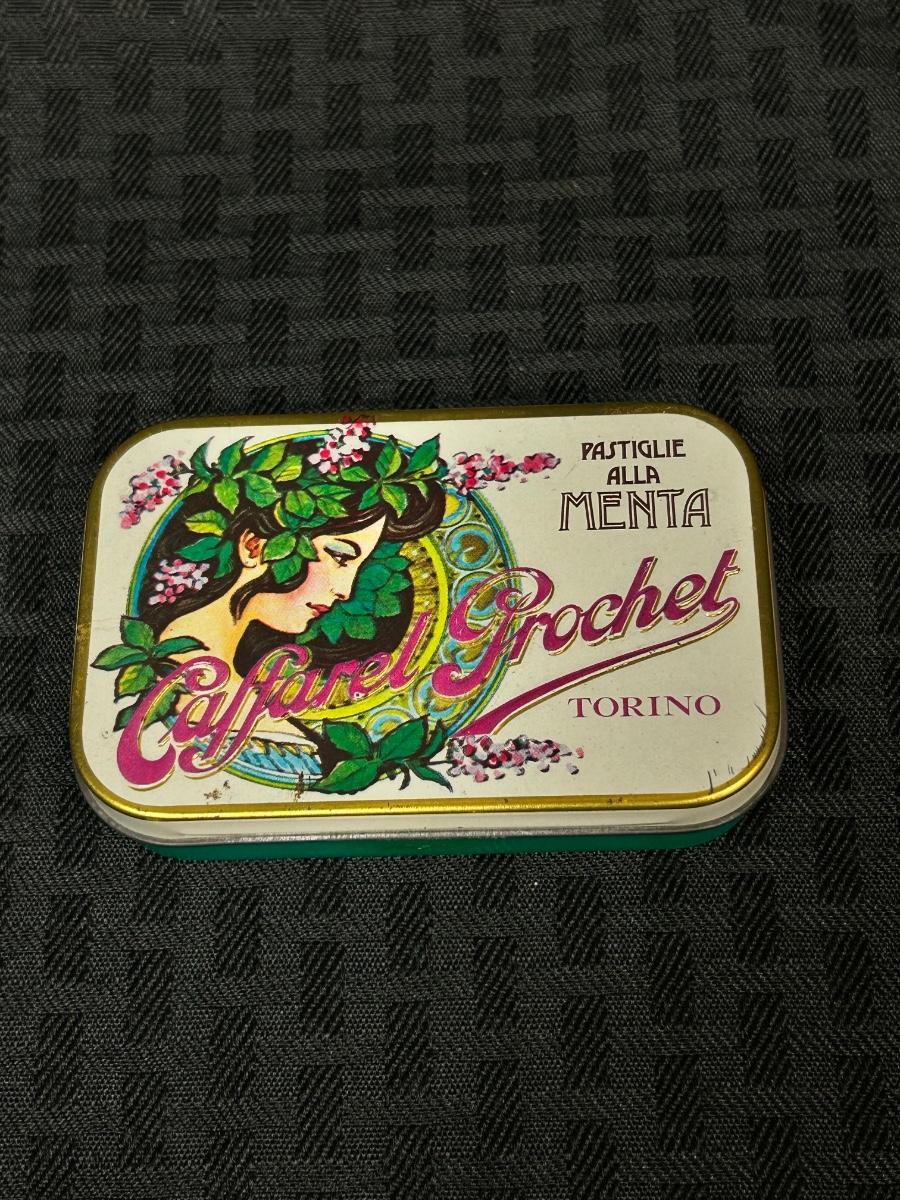 PASTIGLIE
ALLA
MENTA
Caffarel Prochet
TORINO